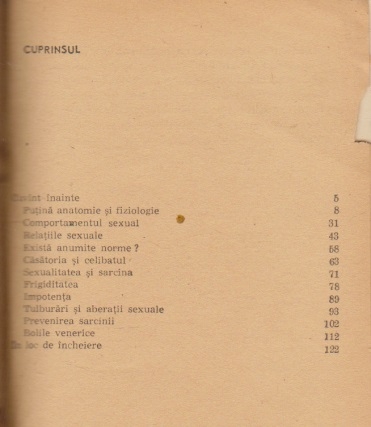 CUPRINSUL
Cuvînt înainte 5
Puțină anatomie și fiziologie 8
Comportamentul sexual 31
Relațiile sexuale 43
Există anumite norme? 58
Căsătoria și celibatul 63
Sexualitatea și sarcina 71
Frigiditatea 78
Impotența 89
Tulburări și aberații sexuale 93
Prevenirea sarcinii 102
Bolile venerice 112
În loc de încheiere 122